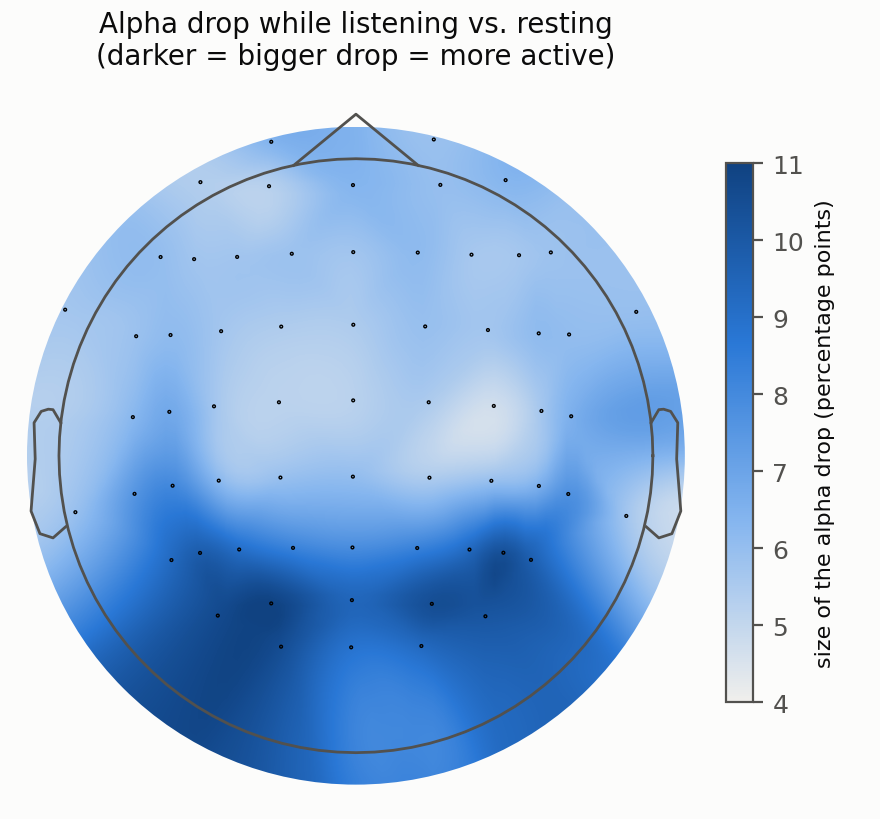 Alpha drop while listening vs. resting
(darker = bigger drop = more active)
11
10
9
8
7
6
5
4
size of the alpha drop (percentage points)